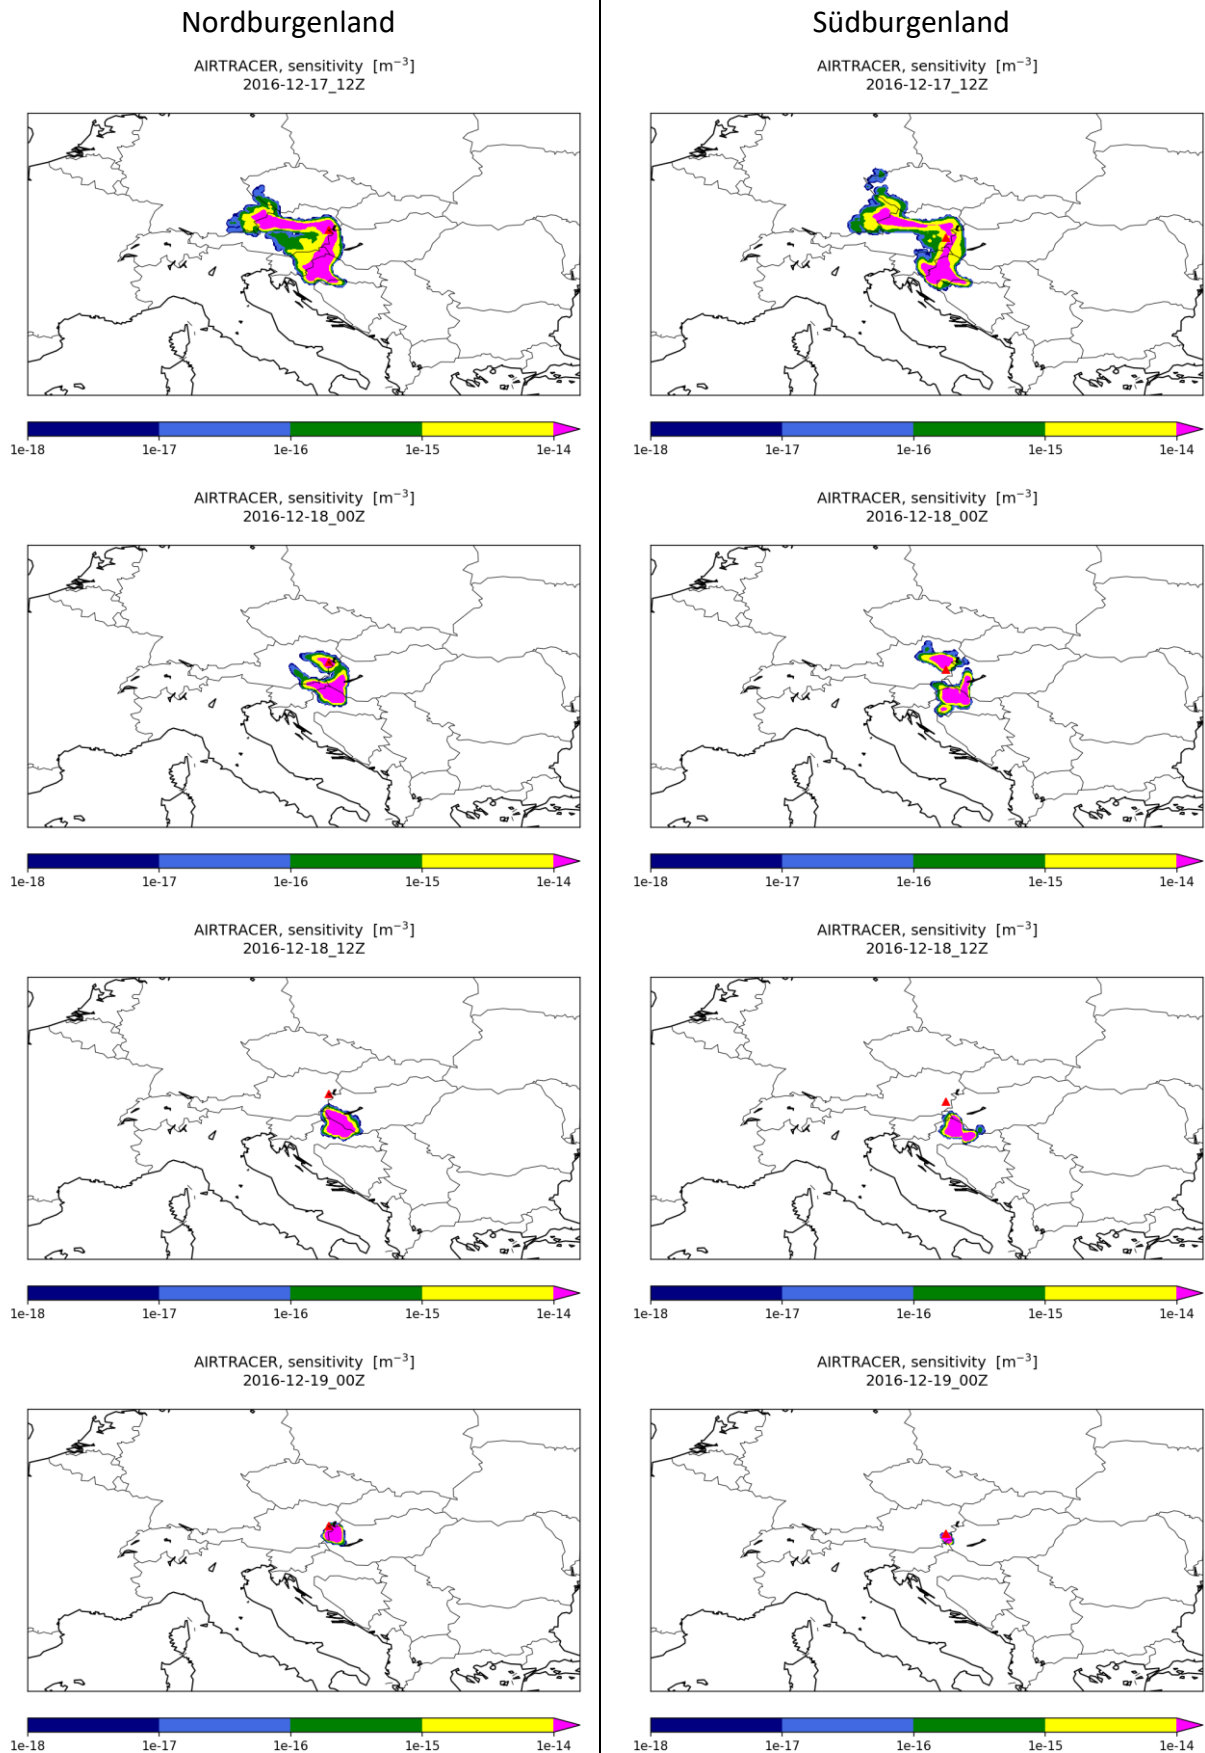 Nordburgenland
Südburgenland
AIRTRACER, sensitivity [m⁻³]
2016-12-17_12Z
AIRTRACER, sensitivity [m⁻³]
2016-12-17_12Z
1e-18 1e-17 1e-16 1e-15 1e-14
1e-18 1e-17 1e-16 1e-15 1e-14
AIRTRACER, sensitivity [m⁻³]
2016-12-18_00Z
AIRTRACER, sensitivity [m⁻³]
2016-12-18_00Z
1e-18 1e-17 1e-16 1e-15 1e-14
1e-18 1e-17 1e-16 1e-15 1e-14
AIRTRACER, sensitivity [m⁻³]
2016-12-18_12Z
AIRTRACER, sensitivity [m⁻³]
2016-12-18_12Z
1e-18 1e-17 1e-16 1e-15 1e-14
1e-18 1e-17 1e-16 1e-15 1e-14
AIRTRACER, sensitivity [m⁻³]
2016-12-19_00Z
AIRTRACER, sensitivity [m⁻³]
2016-12-19_00Z
1e-18 1e-17 1e-16 1e-15 1e-14
1e-18 1e-17 1e-16 1e-15 1e-14